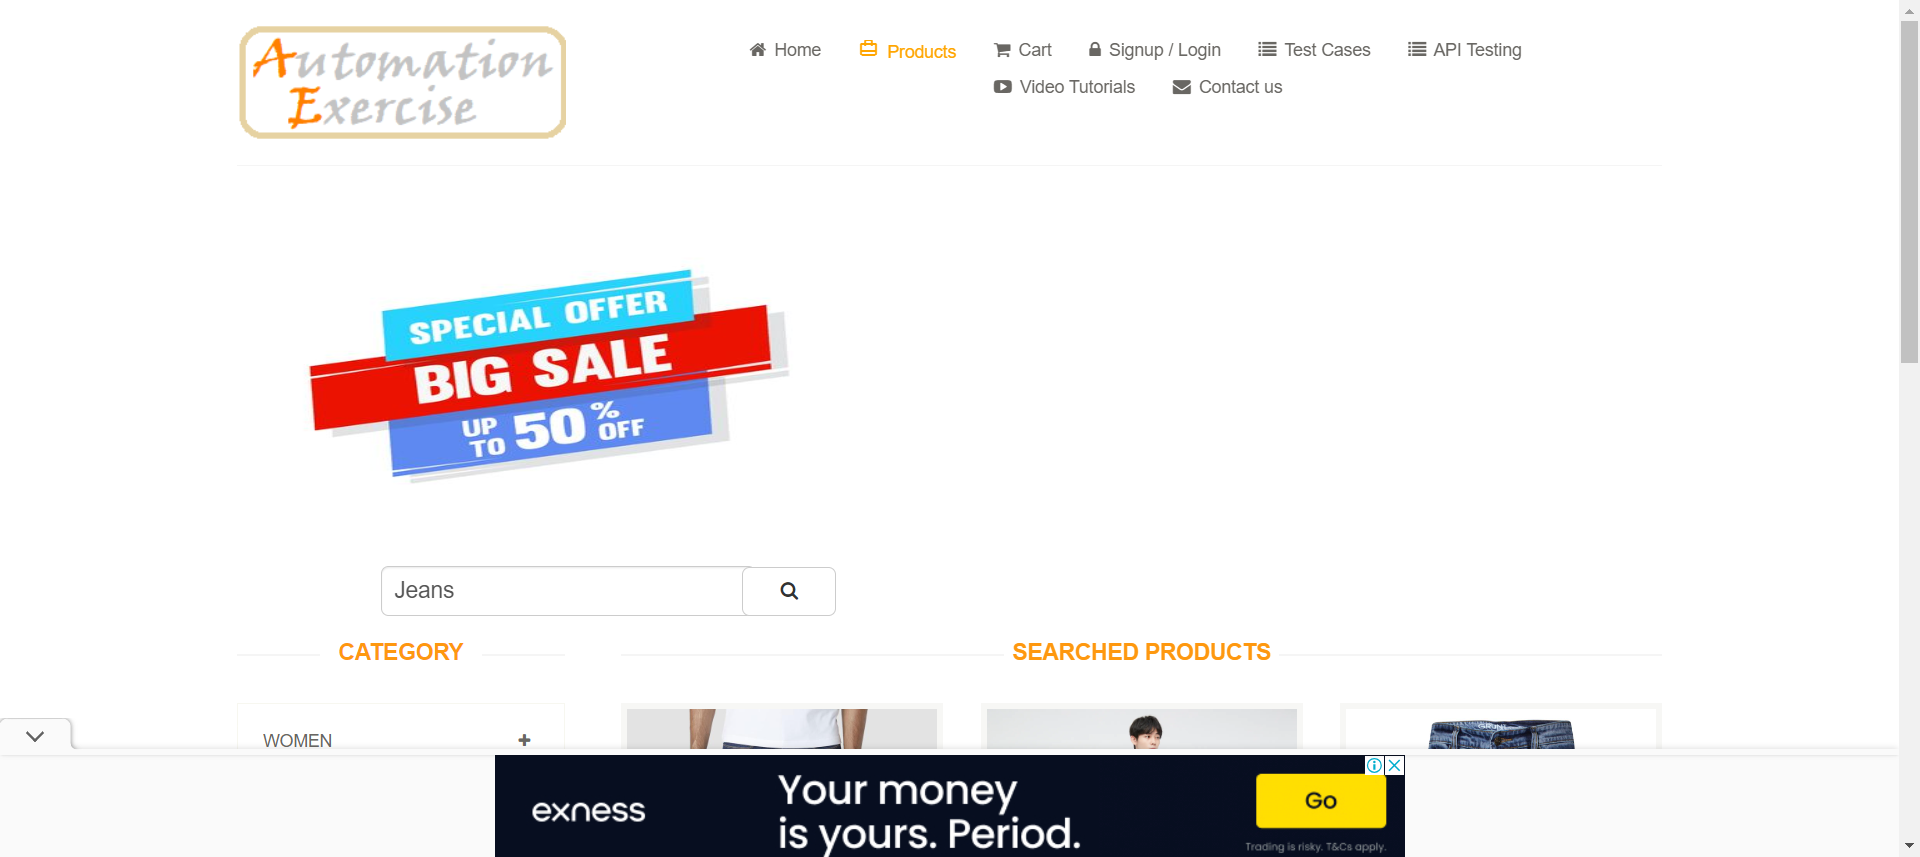 Automation
Exercise
Home
Products
Cart
Signup / Login
Test Cases
API Testing
Video Tutorials
Contact us
SPECIAL OFFER
BIG SALE
UP TO 50% OFF
Jeans
CATEGORY
SEARCHED PRODUCTS
WOMEN
exness
Your money
is yours. Period.
Go
Trading is risky. T&Cs apply.